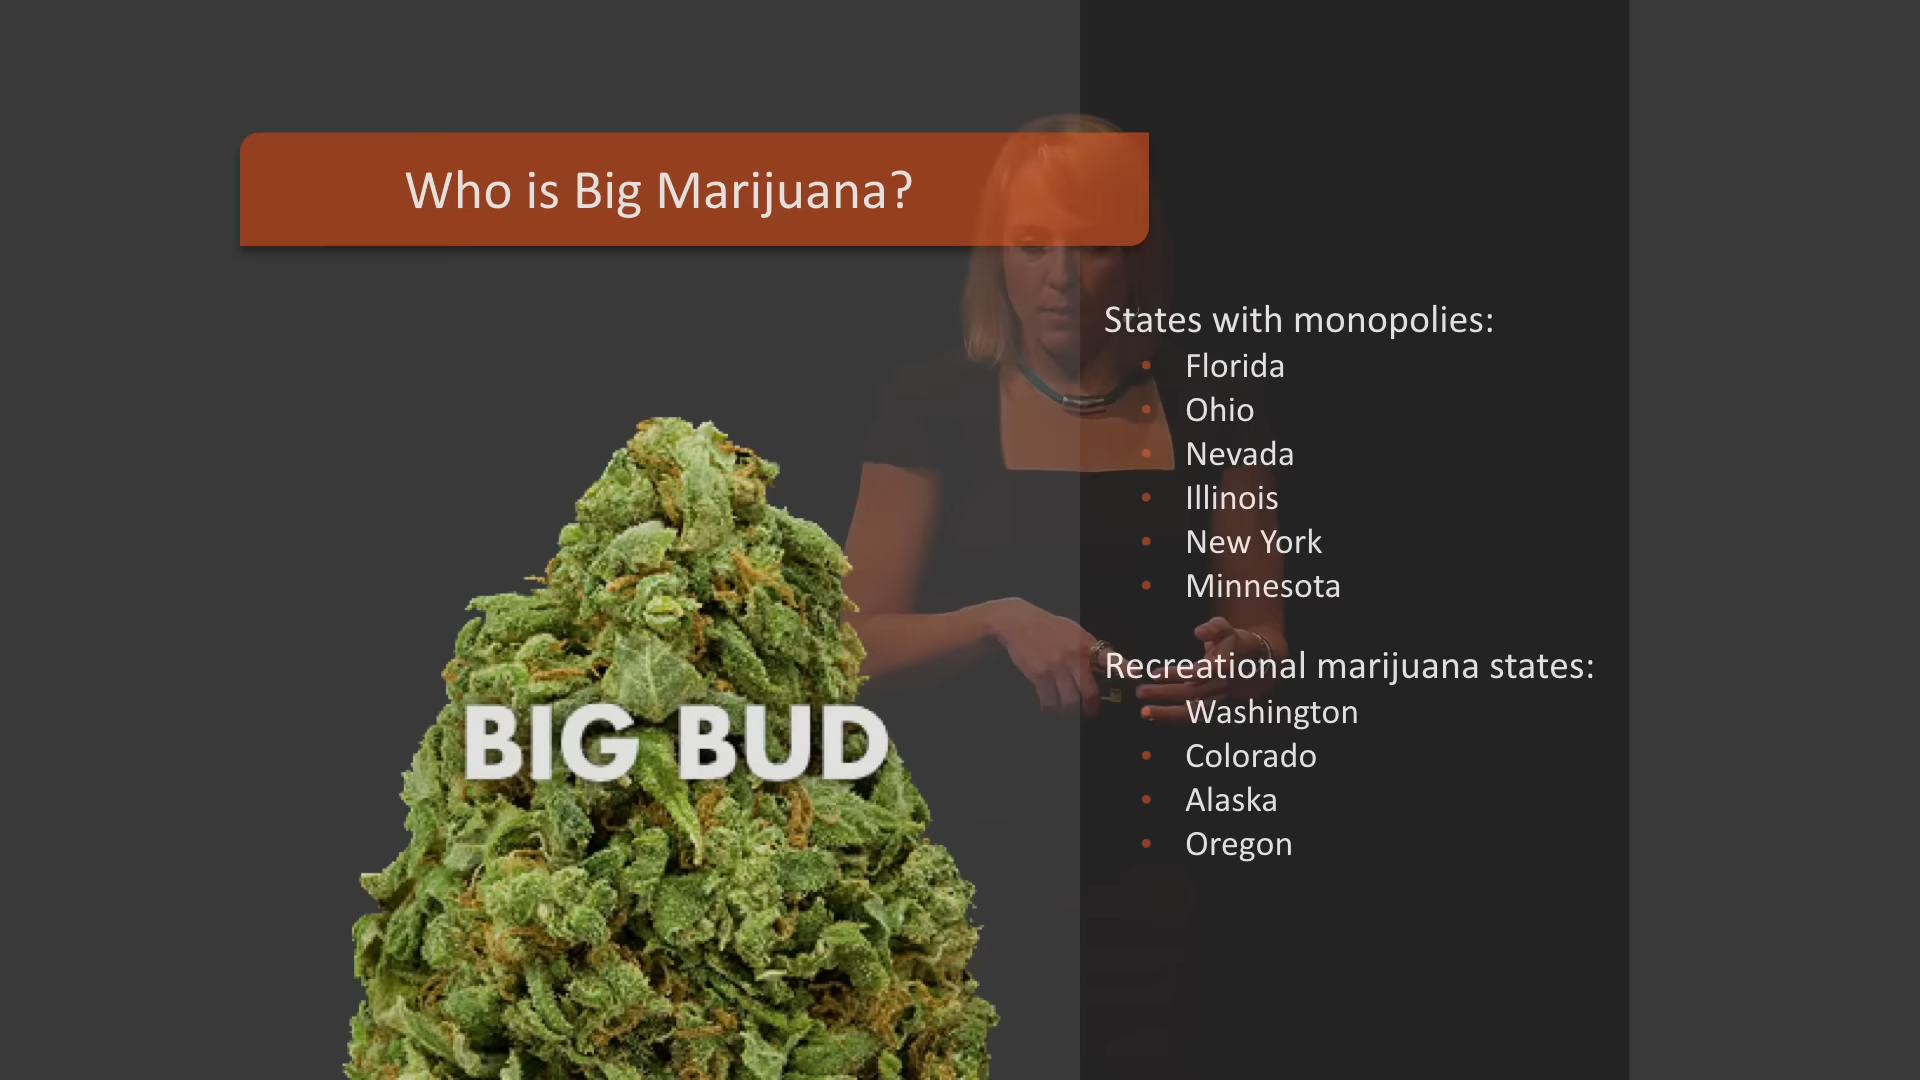 Who is Big Marijuana?
States with monopolies:
• Florida
• Ohio
• Nevada
• Illinois
• New York
• Minnesota
Recreational marijuana states:
• Washington
• Colorado
• Alaska
• Oregon
BIG BUD